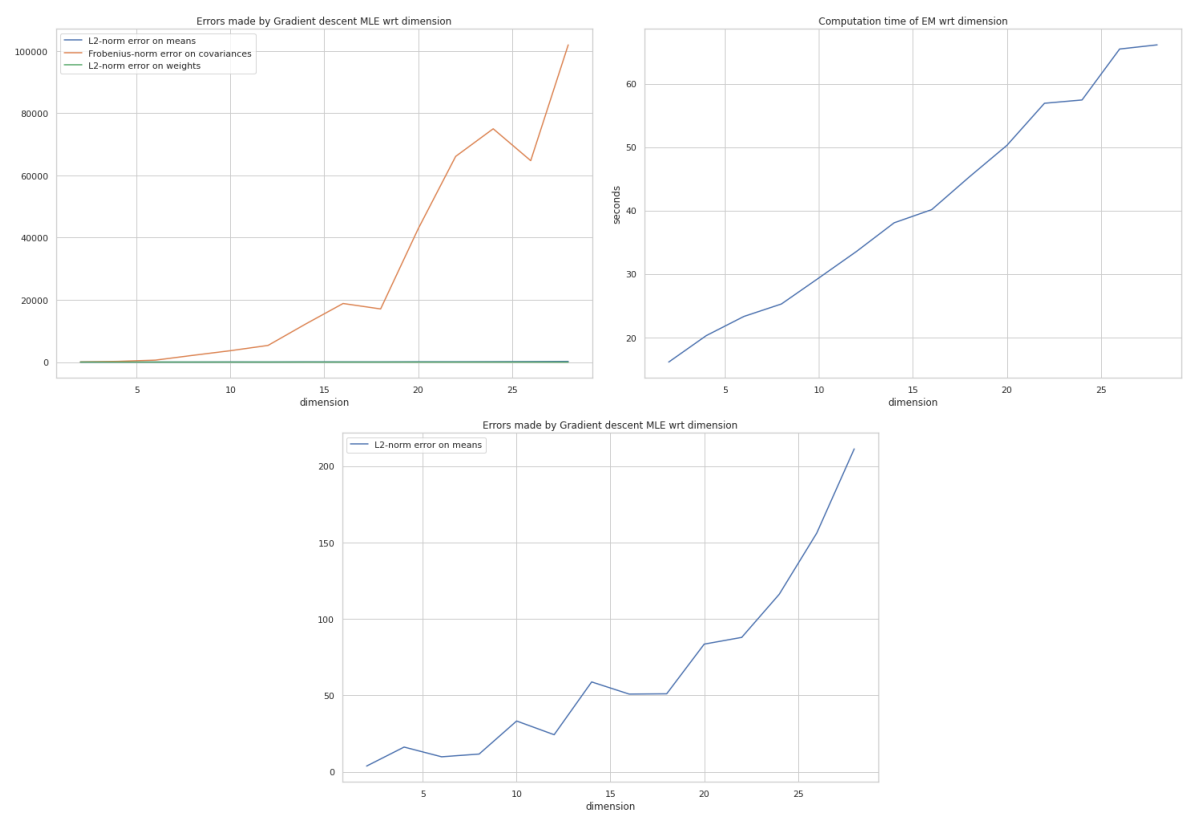 Errors made by Gradient descent MLE wrt dimension
L2-norm error on means
Frobenius-norm error on covariances
L2-norm error on weights
100000
80000
60000
40000
20000
0
5
10
15
20
25
dimension
Computation time of EM wrt dimension
seconds
60
50
40
30
20
5
10
15
20
25
dimension
Errors made by Gradient descent MLE wrt dimension
L2-norm error on means
200
150
100
50
0
5
10
15
20
25
dimension